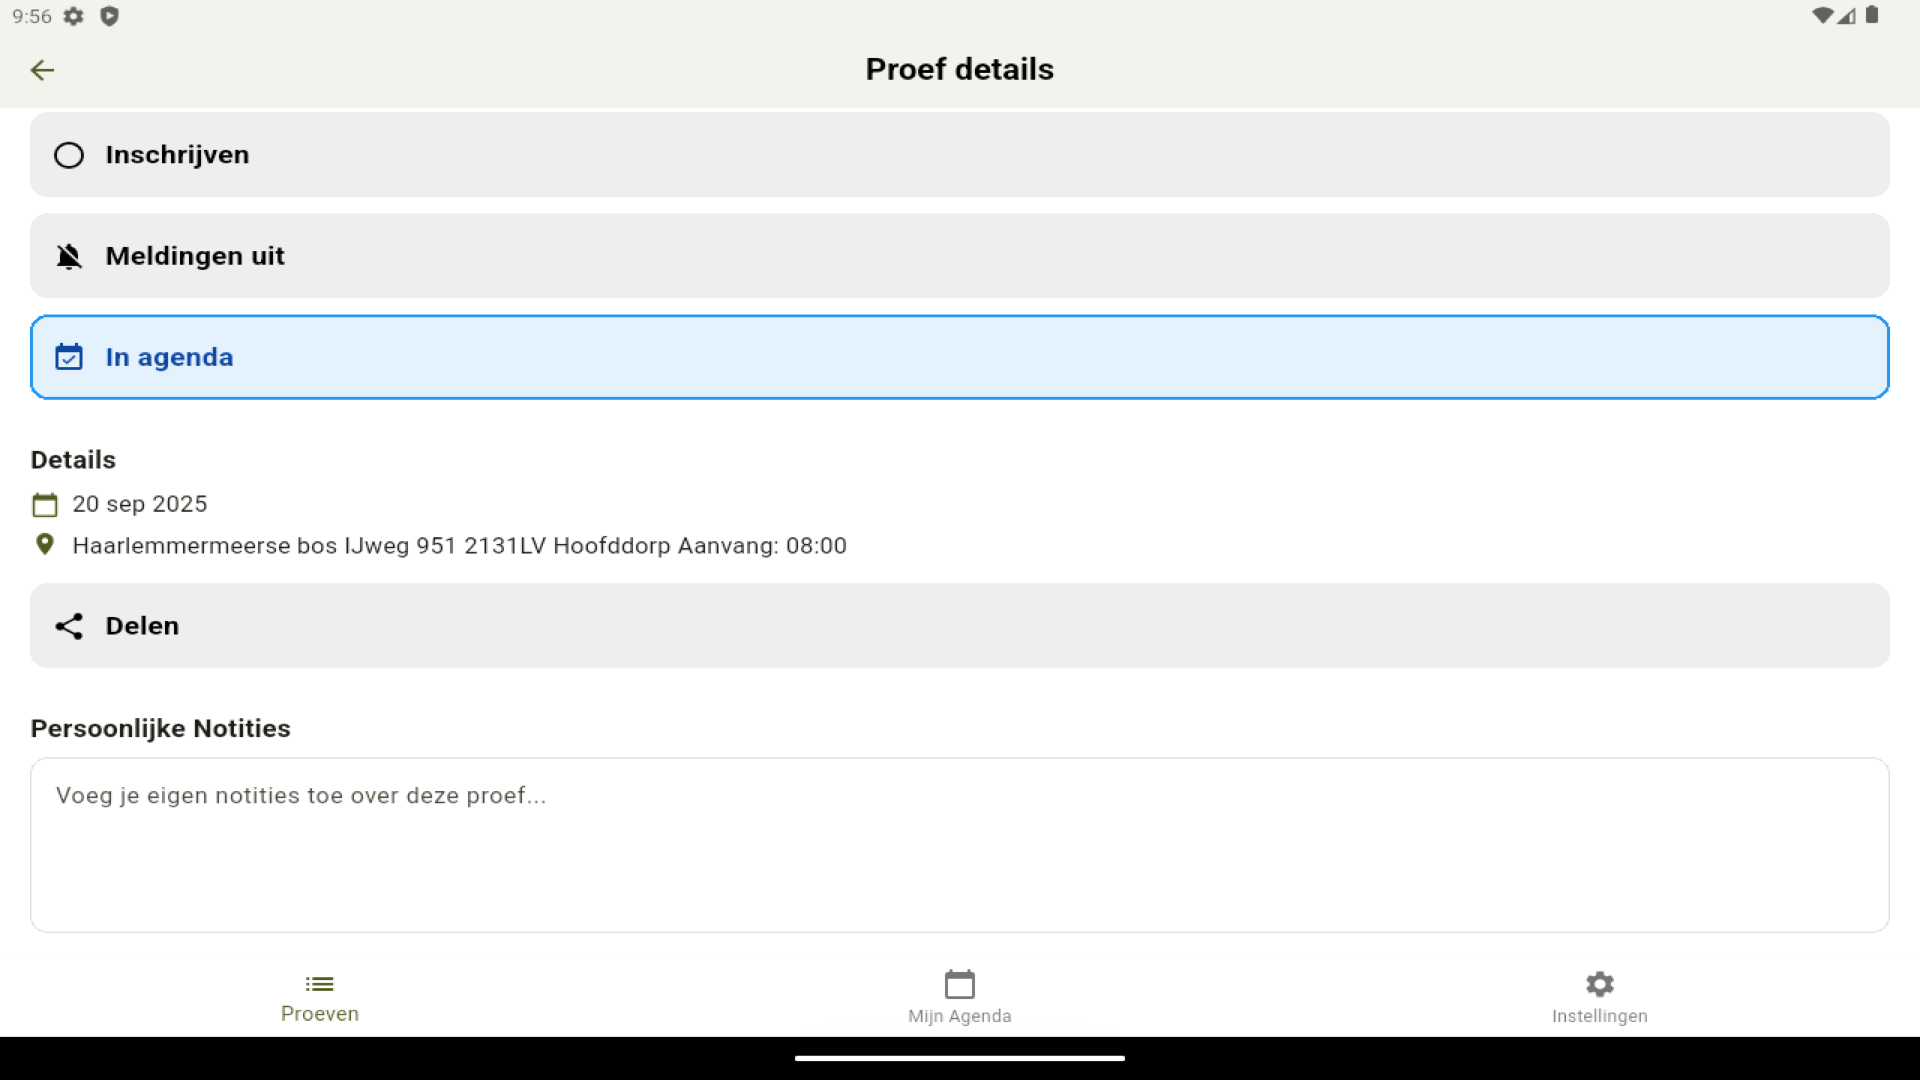 9:56
Proef details
Inschrijven
Meldingen uit
In agenda
Details
20 sep 2025
Haarlemmermeerse bos IJweg 951 2131LV Hoofddorp Aanvang: 08:00
Delen
Persoonlijke Notities
Voeg je eigen notities toe over deze proef...
Proeven
Mijn Agenda
Instellingen